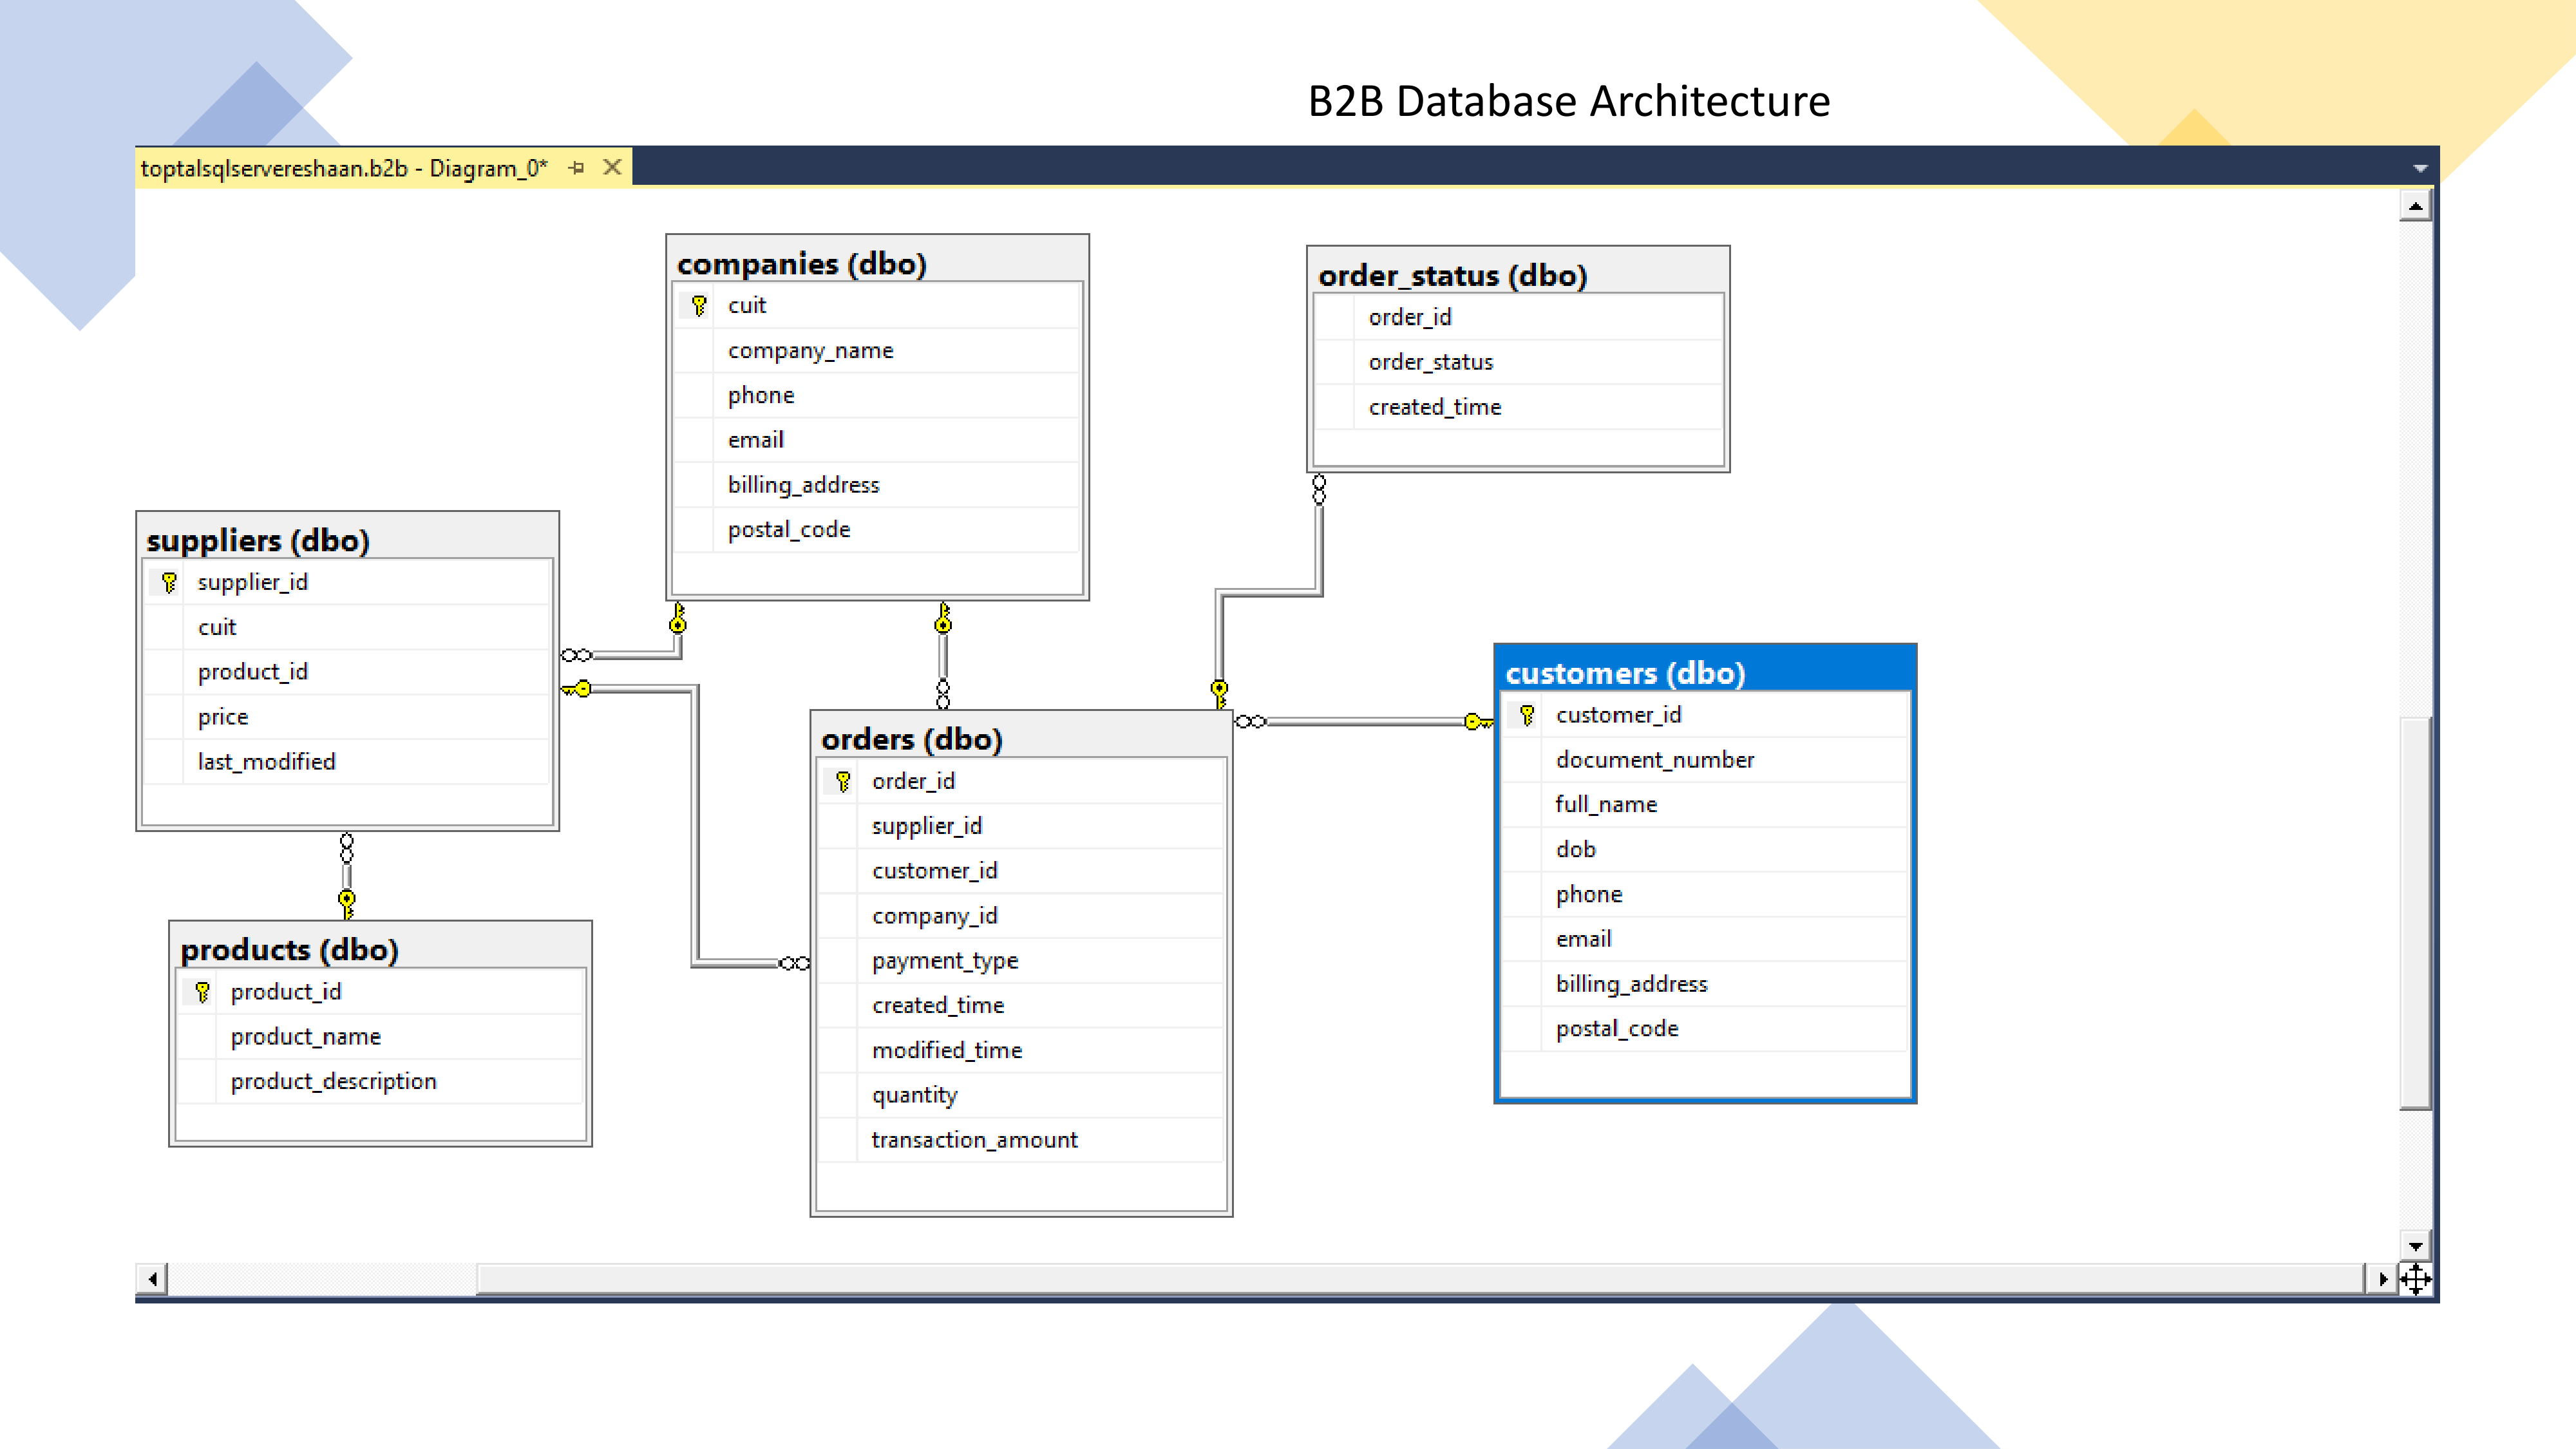 B2B Database Architecture
toptalsqlservereshaan.b2b - Diagram_0*
companies (dbo)
cuit
company_name
phone
email
billing_address
postal_code
order_status (dbo)
order_id
order_status
created_time
suppliers (dbo)
supplier_id
cuit
product_id
price
last_modified
customers (dbo)
customer_id
document_number
full_name
dob
phone
email
billing_address
postal_code
orders (dbo)
order_id
supplier_id
customer_id
company_id
payment_type
created_time
modified_time
quantity
transaction_amount
products (dbo)
product_id
product_name
product_description